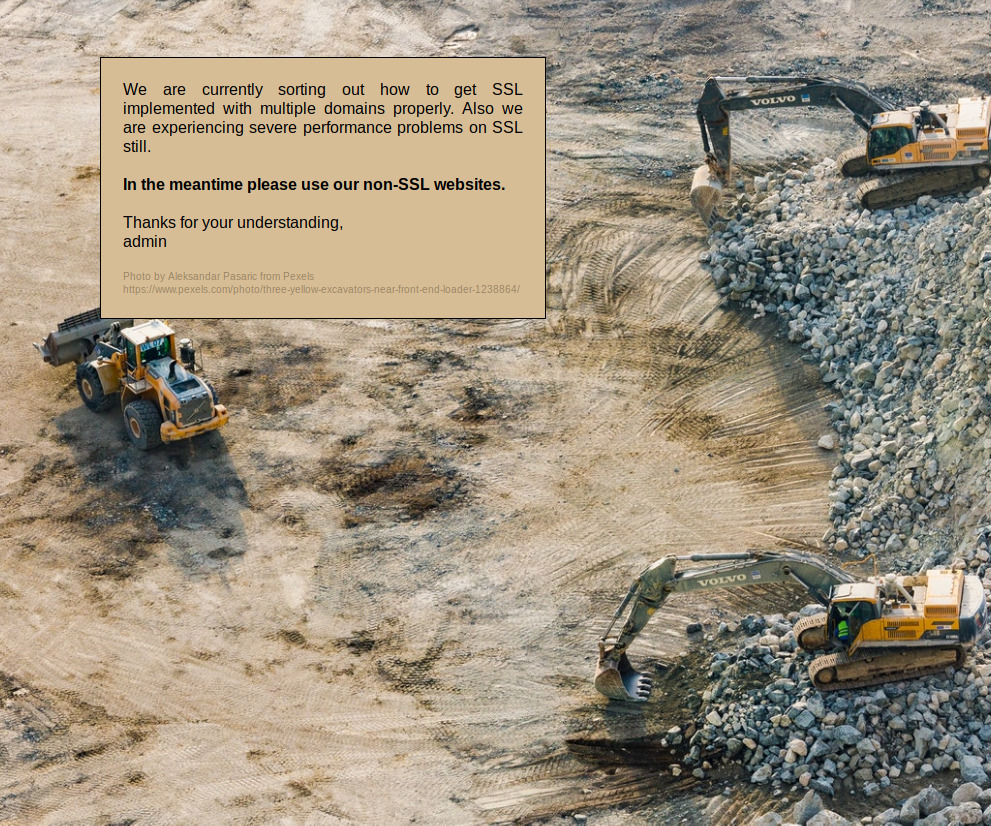 We are currently sorting out how to get SSL
implemented with multiple domains properly. Also we
are experiencing severe performance problems on SSL
still.
In the meantime please use our non-SSL websites.
Thanks for your understanding,
admin
Photo by Aleksandar Pasaric from Pexels
https://www.pexels.com/photo/three-yellow-excavators-near-front-end-loader-1238864/
VOLVO
VOLVO